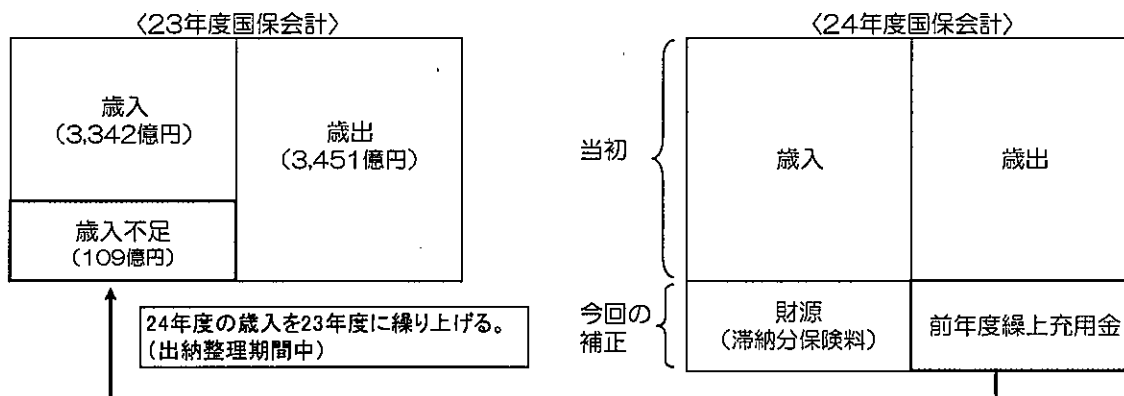 〈23年度国保会計〉
歳入
(3,342億円)
歳出
(3,451億円)
歳入不足
(109億円)
24年度の歳入を23年度に繰り上げる。
(出納整理期間中)
〈24年度国保会計〉
当初
歳入
歳出
今回の
補正
財源
(滞納分保険料)
前年度繰上充用金